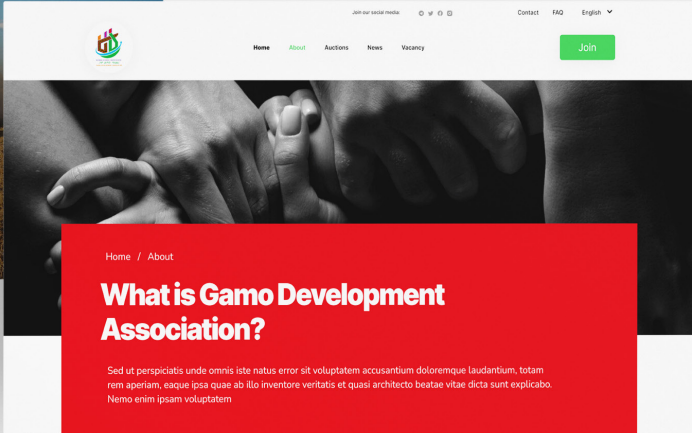 Join our social media:
Contact FAQ English
Home About Auctions News Vacancy
Join
Home / About
What is Gamo Development
Association?
Sed ut perspiciatis unde omnis iste natus error sit voluptatem accusantium doloremque laudantium, totam
rem aperiam, eaque ipsa quae ab illo inventore veritatis et quasi architecto beatae vitae dicta sunt explicabo.
Nemo enim ipsam voluptatem